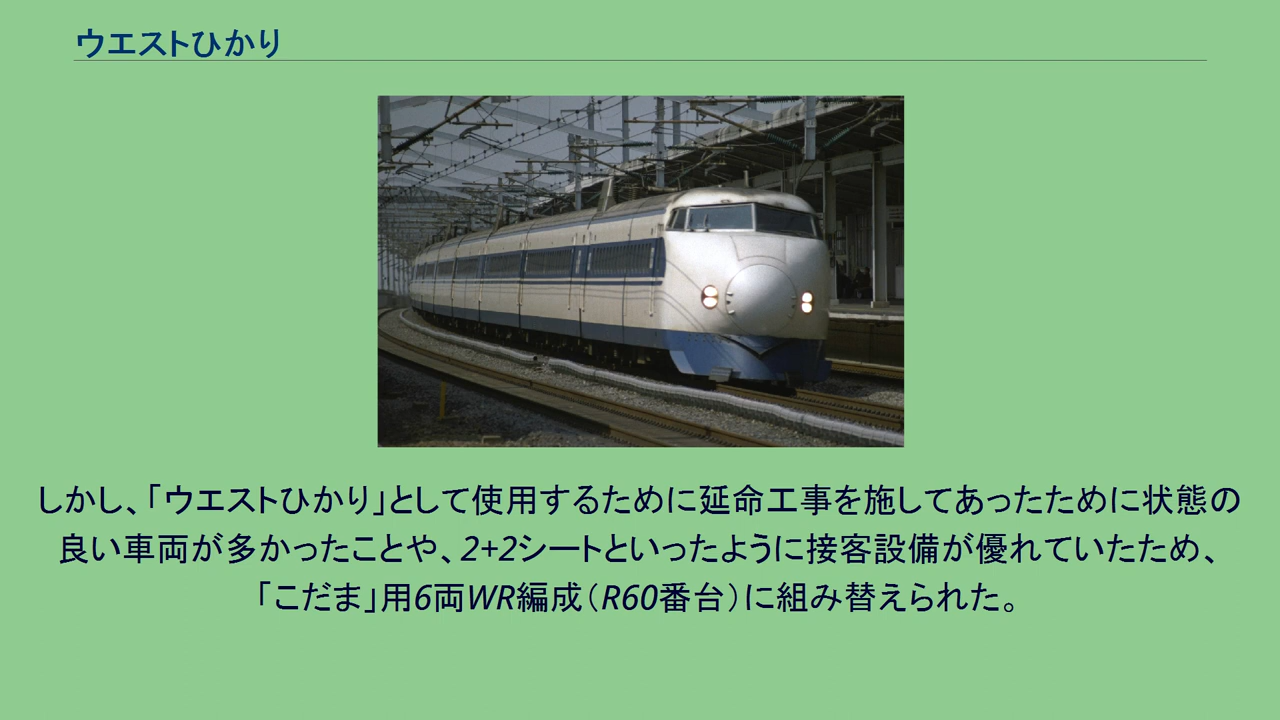 ウエストひかり
しかし、「ウエストひかり」として使用するために延命工事を施してあったために状態の
良い車両が多かったことや、2+2シートといったように接客設備が優れていたため、
「こだま」用6両WR編成（R60番台）に組み替えられた。